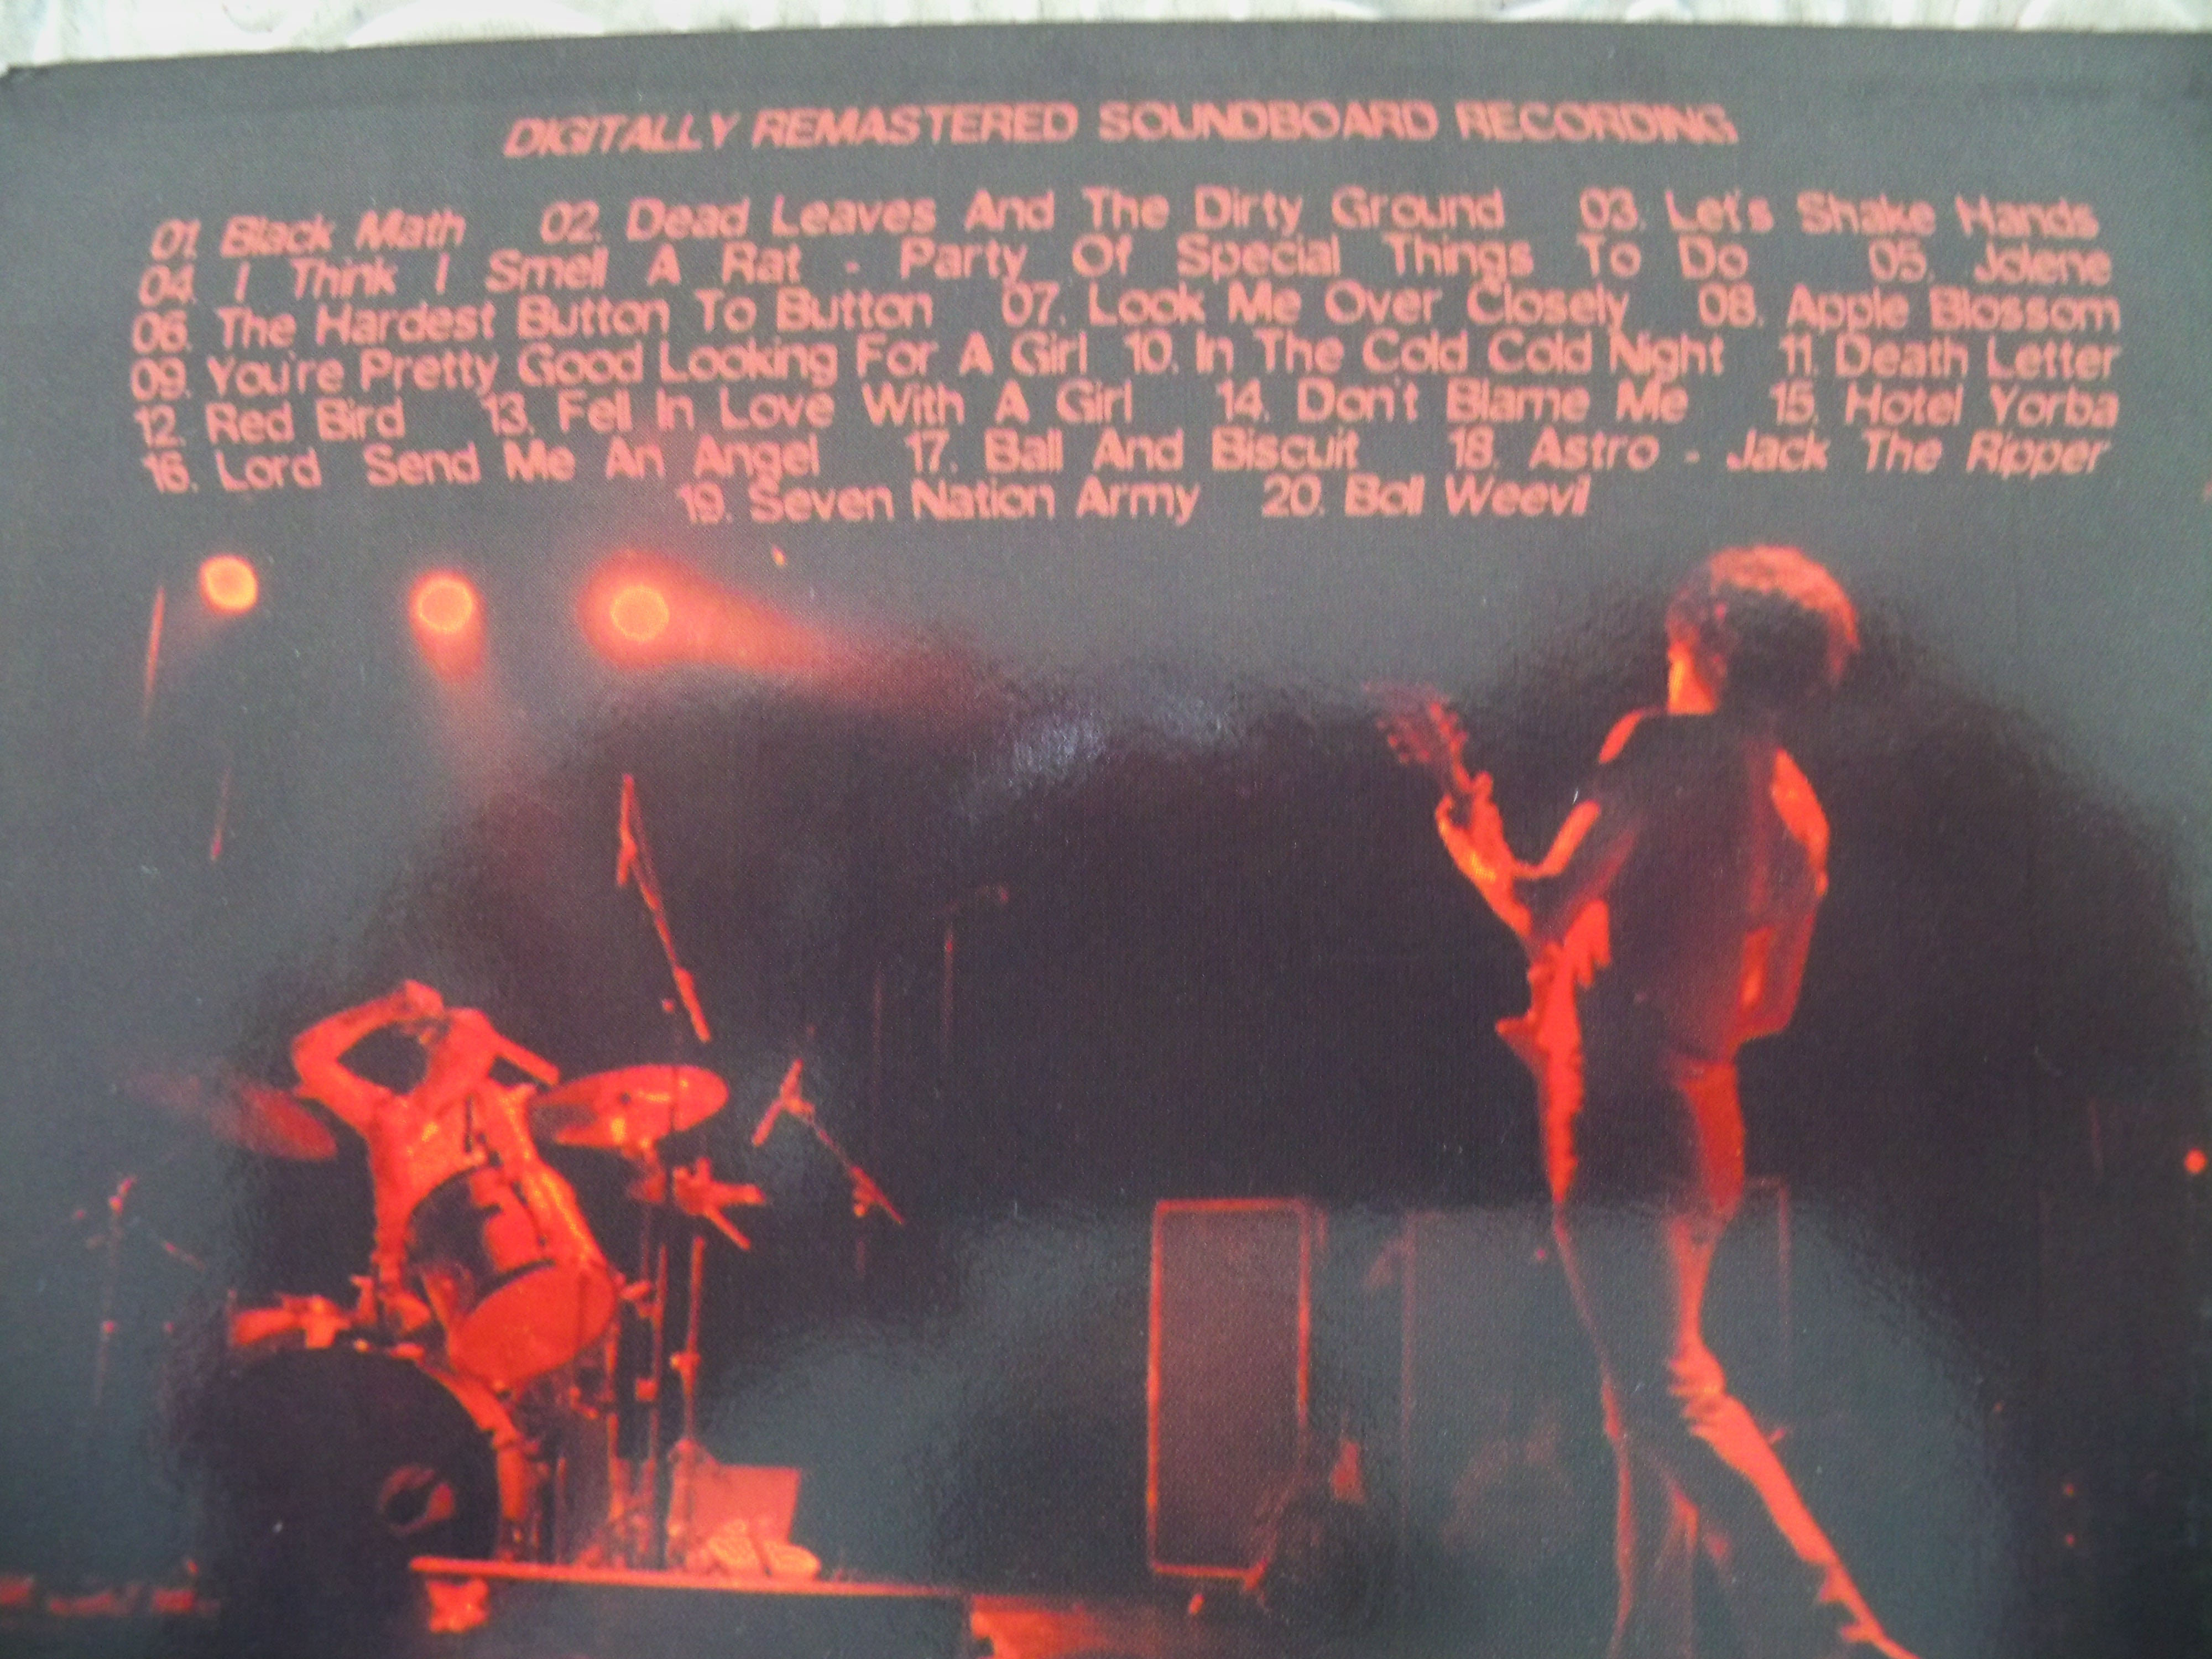 DIGITALLY REMASTERED SOUNDBOARD RECORDING
01. Black Math 02. Dead Leaves And The Dirty Ground 03. Let's Shake Hands
04. I Think I Smell A Rat - Party Of Special Things To Do 05. Jolene
06. The Hardest Button To Button 07. Look Me Over Closely 08. Apple Blossom
09. You're Pretty Good Looking For A Girl 10. In The Cold Cold Night 11. Death Letter
12. Red Bird 13. Fell In Love With A Girl 14. Don't Blame Me 15. Hotel Yorba
16. Lord Send Me An Angel 17. Ball And Biscuit 18. Astro - Jack The Ripper
19. Seven Nation Army 20. Boll Weevil